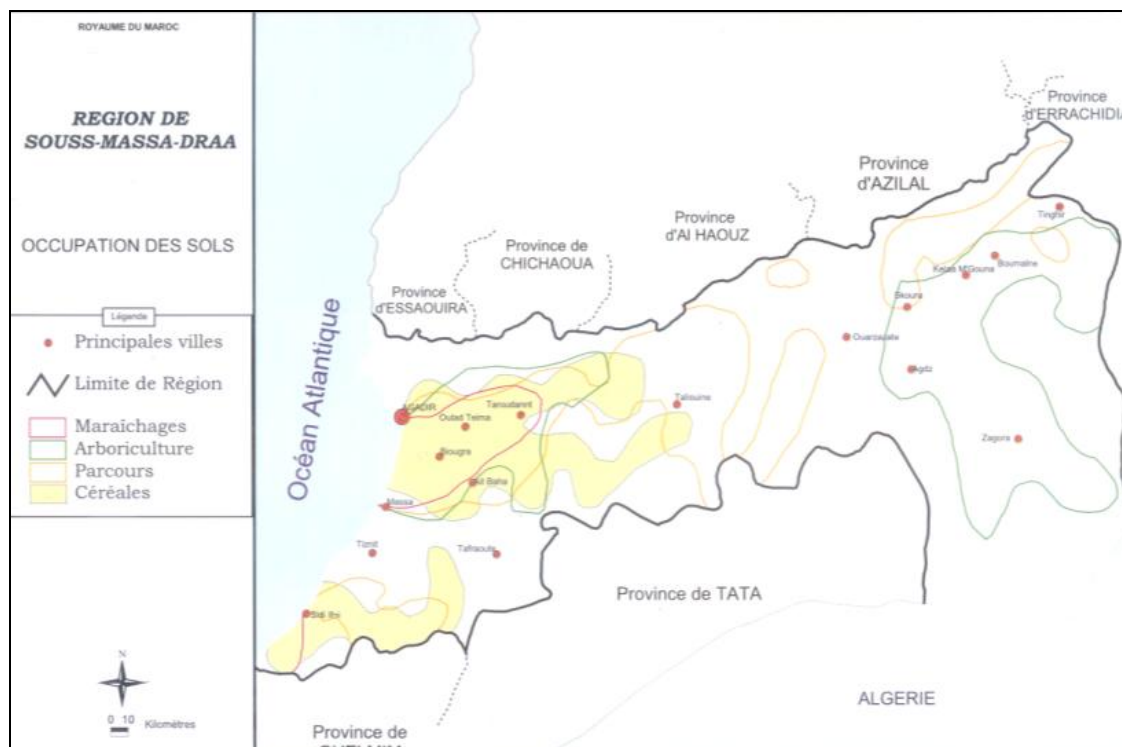 ROYAUME DU MAROC
REGION DE
SOUSS-MASSA-DRAA
OCCUPATION DES SOLS
Légende
Principales villes
Limite de Région
Maraîchages
Arboriculture
Parcours
Céréales
N
0 10 Kilomètres
Océan Atlantique
Province
d'ERRACHIDIA
Province
d'AZILAL
Province
d'Al HAOUZ
Province de
CHICHAOUA
Province
d'ESSAOUIRA
Tinghir
Boumalne
Kelaa M'Gouna
Skoura
Ouarzazate
Agdz
Zagora
Taliouine
AGADIR
Taroudannt
Oulad Teima
Biougra
Ait Baha
Massa
Tiznit
Tafraoute
Sidi Ifni
Province de TATA
ALGERIE
Province de